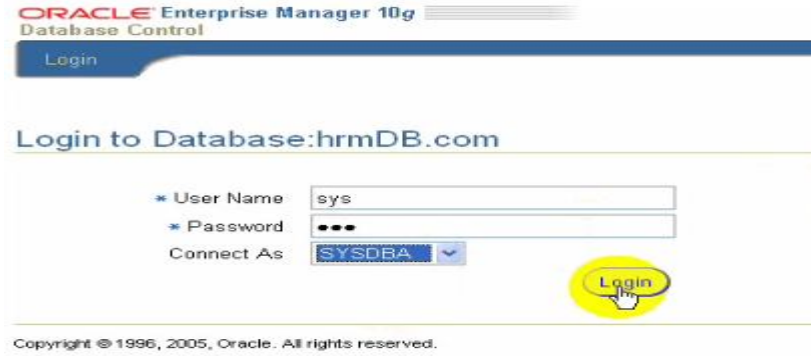 ORACLE Enterprise Manager 10g
Database Control
Login
Login to Database:hrmDB.com
* User Name sys
* Password •••
Connect As SYSDBA
Login
Copyright © 1996, 2005, Oracle. All rights reserved.